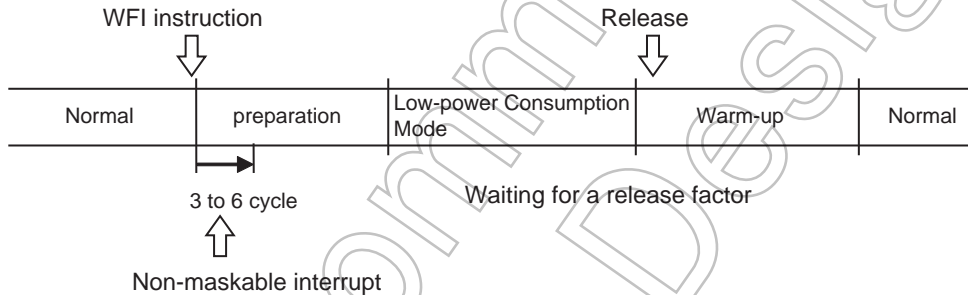 WFI instruction
Release
Normal
preparation
Low-power Consumption
Mode
Warm-up
Normal
3 to 6 cycle
Waiting for a release factor
Non-maskable interrupt